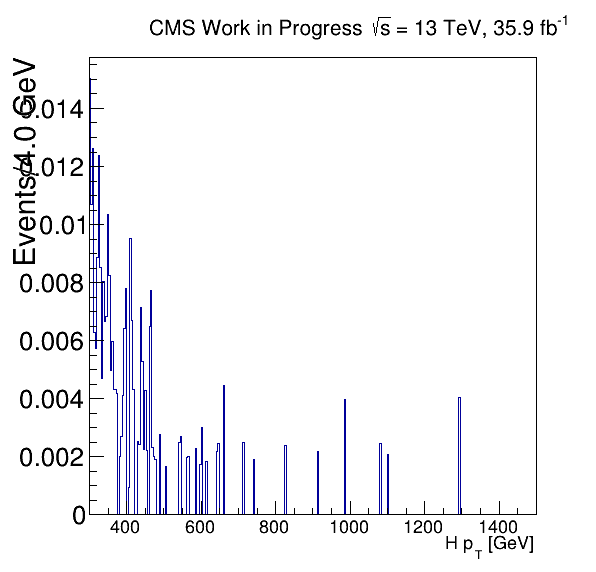 CMS Work in Progress √s = 13 TeV, 35.9 fb⁻¹
Events/4.0 GeV
0.014
0.012
0.01
0.008
0.006
0.004
0.002
0
400 600 800 1000 1200 1400
H p_T [GeV]